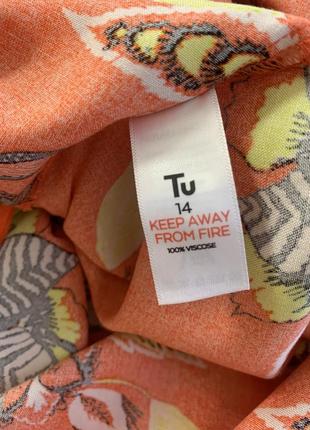 Tu
14
KEEP AWAY
FROM FIRE
100% VISCOSE